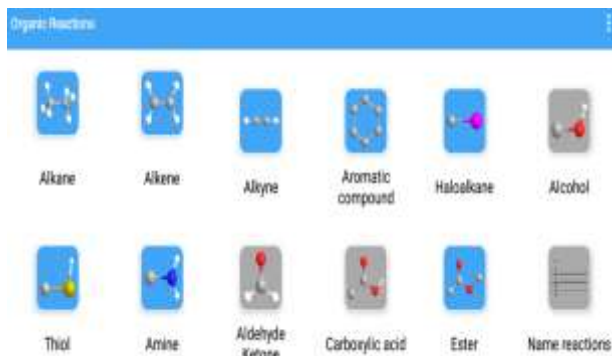 Organic Reactions
Alkane
Alkene
Alkyne
Aromatic
compound
Haloalkane
Alcohol
Thiol
Amine
Aldehyde
Ketone
Carboxylic acid
Ester
Name reactions